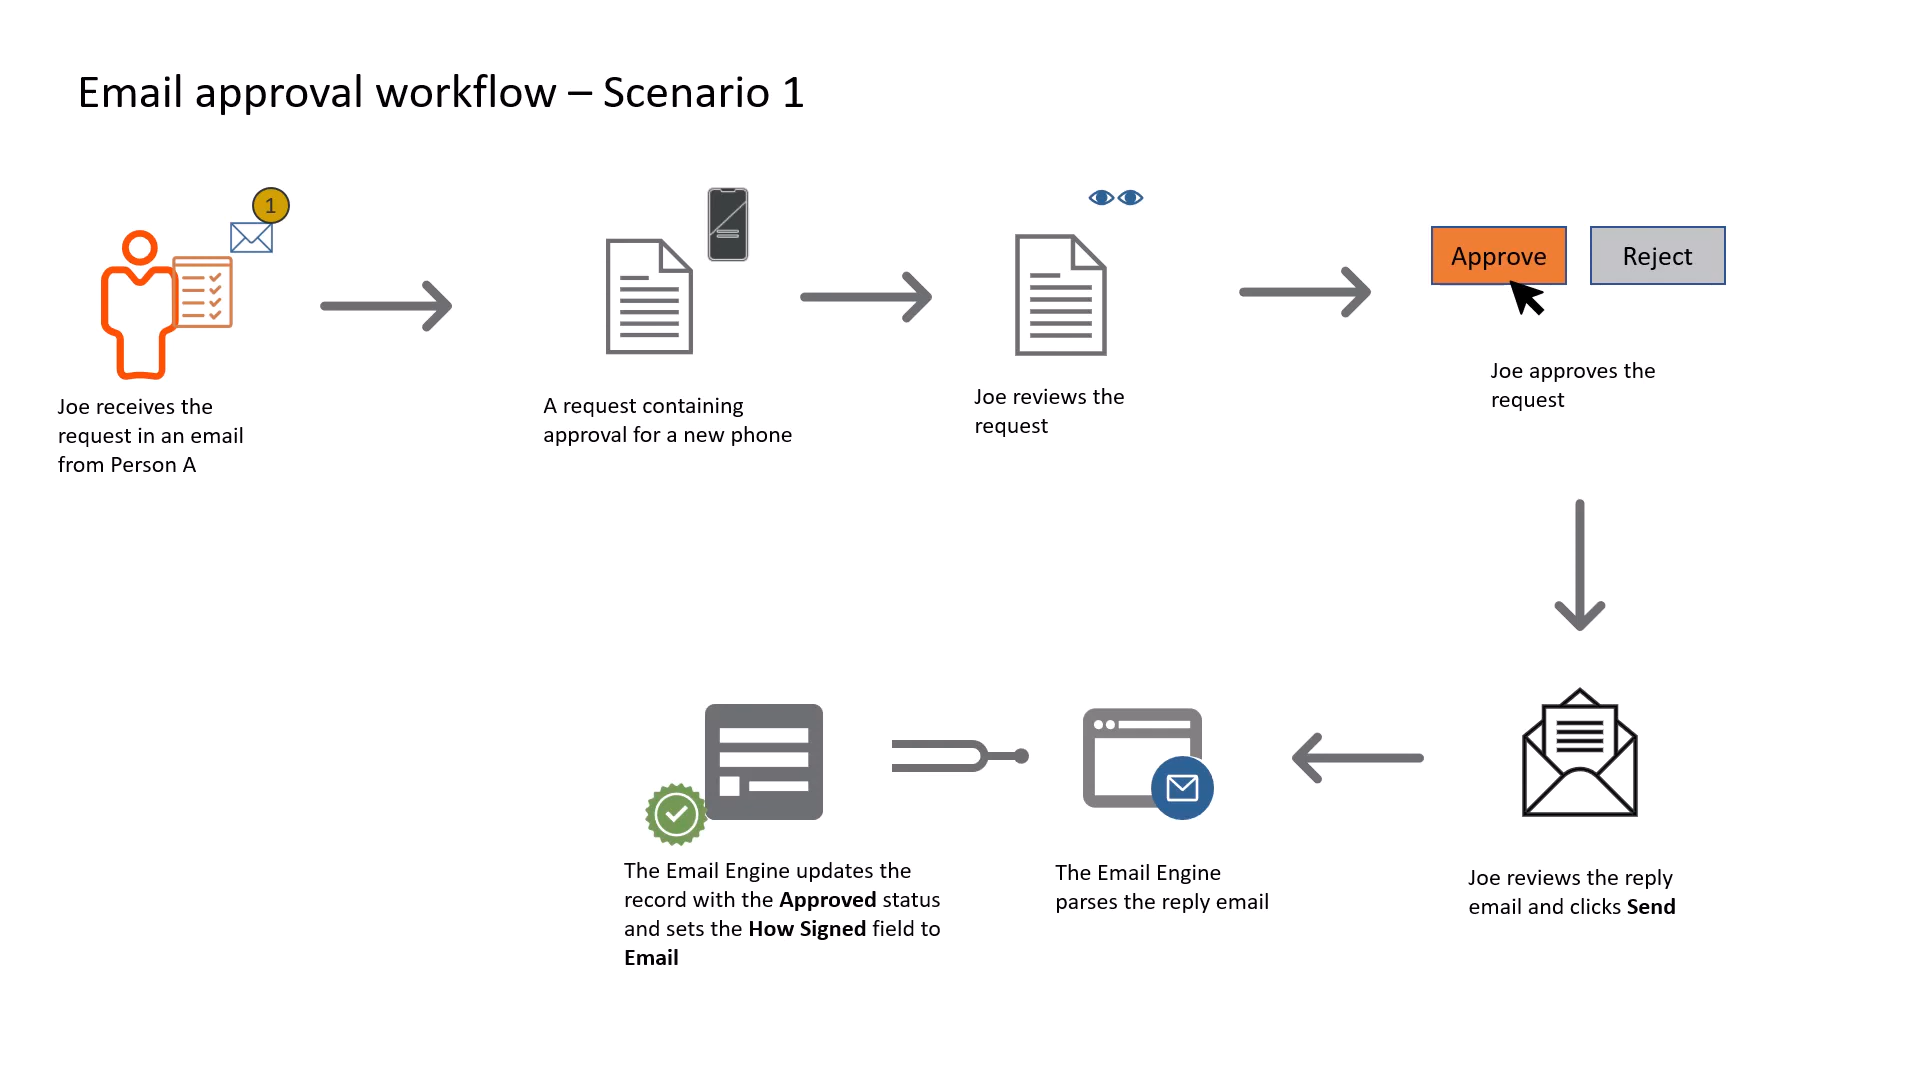 Email approval workflow – Scenario 1
1
Joe receives the
request in an email
from Person A
A request containing
approval for a new phone
Joe reviews the
request
Approve
Reject
Joe approves the
request
Joe reviews the reply
email and clicks Send
The Email Engine
parses the reply email
The Email Engine updates the
record with the Approved status
and sets the How Signed field to
Email